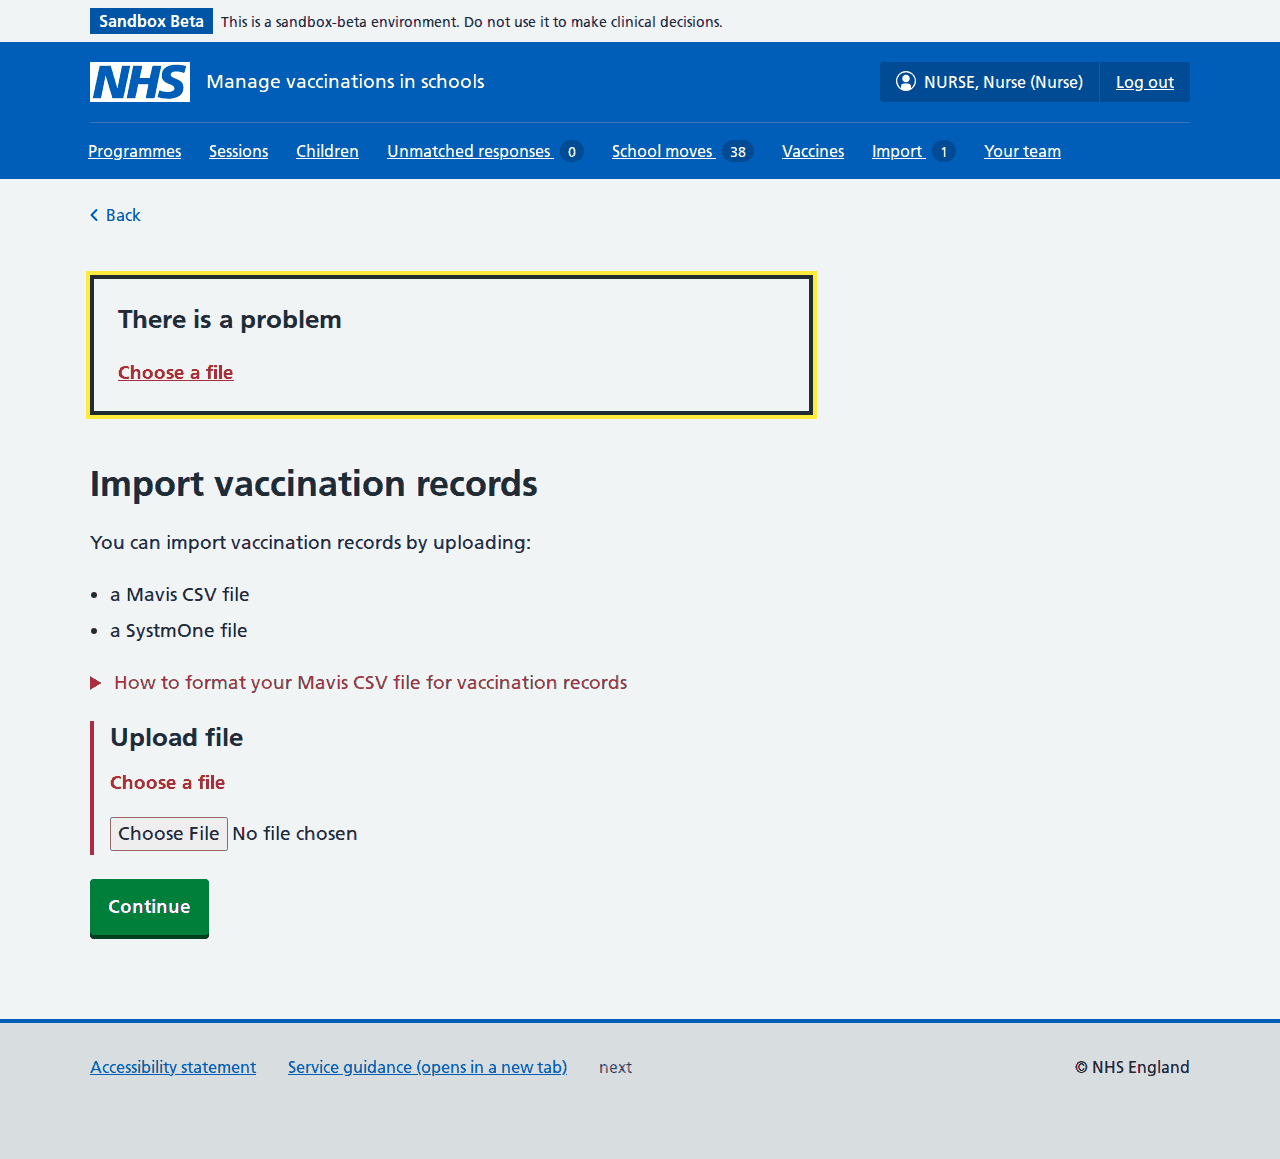 Sandbox Beta This is a sandbox-beta environment. Do not use it to make clinical decisions.
NHS Manage vaccinations in schools NURSE, Nurse (Nurse) Log out
Programmes Sessions Children Unmatched responses 0 School moves 38 Vaccines Import 1 Your team
Back
There is a problem
Choose a file
Import vaccination records
You can import vaccination records by uploading:
• a Mavis CSV file
• a SystmOne file
How to format your Mavis CSV file for vaccination records
Upload file
Choose a file
Choose File No file chosen
Continue
Accessibility statement Service guidance (opens in a new tab) next © NHS England